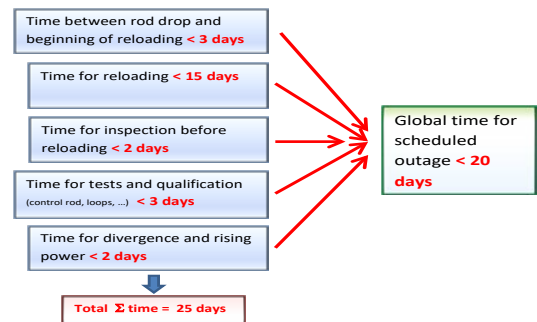 Time between rod drop and
beginning of reloading < 3 days
Time for reloading < 15 days
Time for inspection before
reloading < 2 days
Time for tests and qualification
(control rod, loops, ...) < 3 days
Time for divergence and rising
power < 2 days
Total Σ time = 25 days
Global time for
scheduled
outage < 20
days